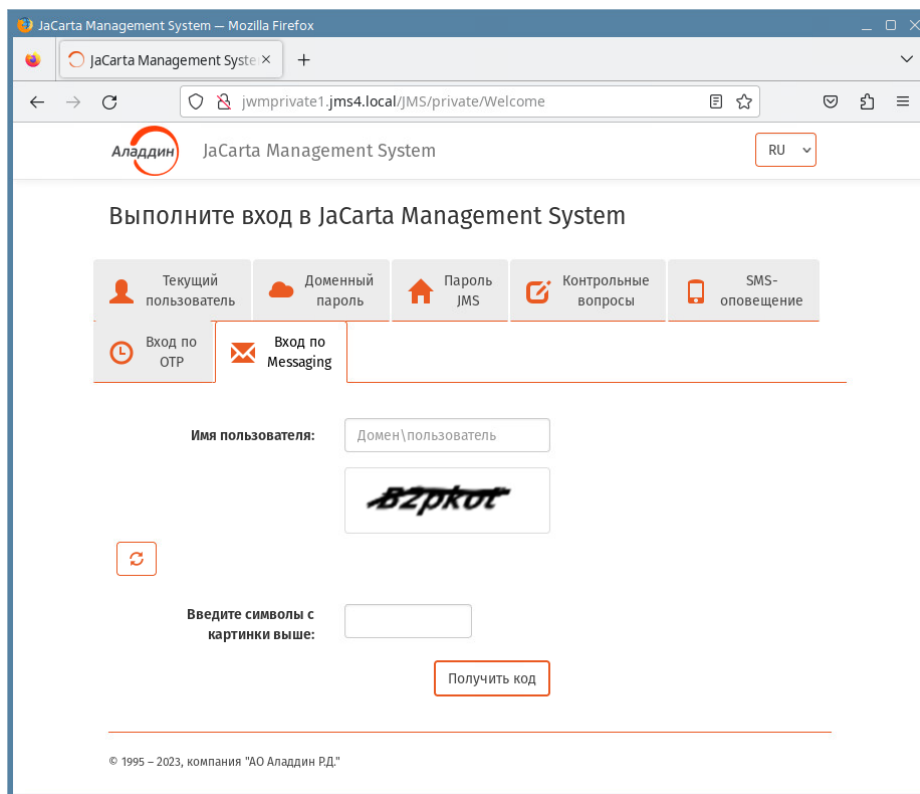 JaCarta Management System — Mozilla Firefox
JaCarta Management Syste
jwmprivate1.jms4.local/JMS/private/Welcome
Аладдин
JaCarta Management System
RU
Выполните вход в JaCarta Management System
Текущий
пользователь
Доменный
пароль
Пароль
JMS
Контрольные
вопросы
SMS-
оповещение
Вход по
OTP
Вход по
Messaging
Имя пользователя:
Домен\пользователь
B2pkot
Введите символы с
картинки выше:
Получить код
© 1995 – 2023, компания "АО Аладдин Р.Д."